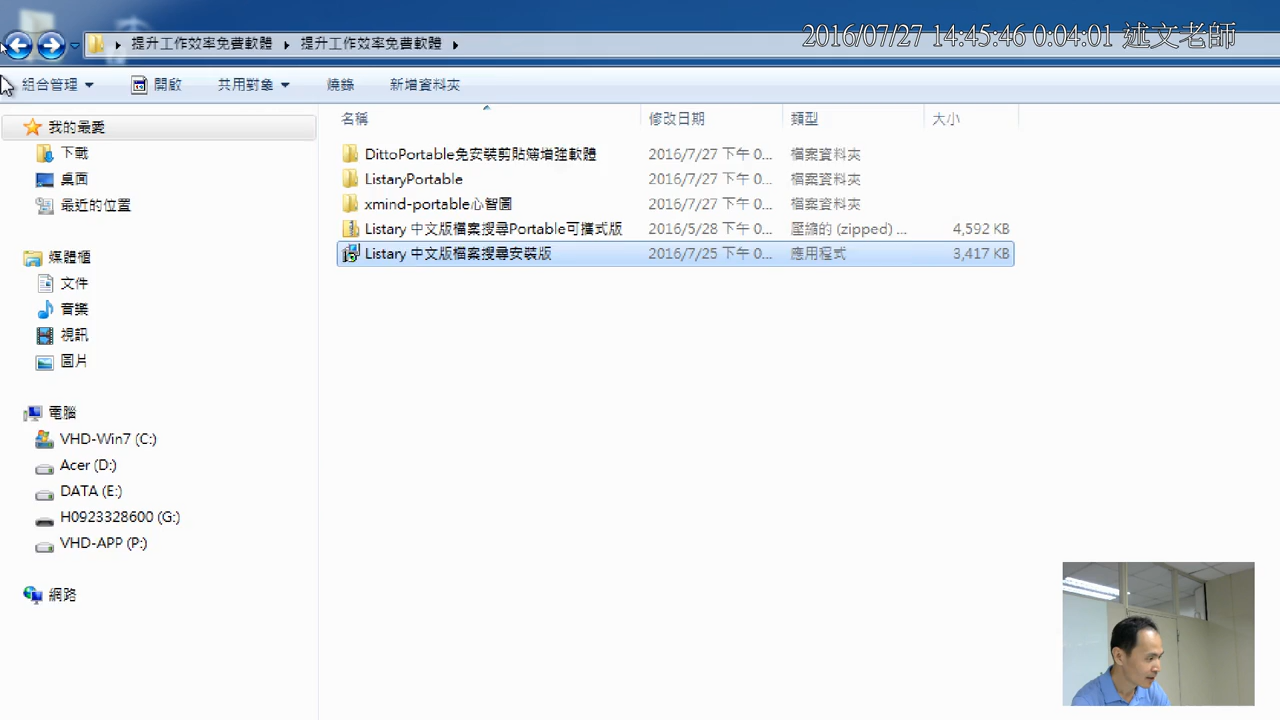 2016/07/27 14:45:46 0:04:01 述文老師
提升工作效率免費軟體 ▸ 提升工作效率免費軟體 ▸
組合管理 開啟 共用對象 燒錄 新增資料夾
名稱 修改日期 類型 大小
DittoPortable免安裝剪貼簿增強軟體 2016/7/27 下午 0... 檔案資料夾
ListaryPortable 2016/7/27 下午 0... 檔案資料夾
xmind-portable心智圖 2016/7/27 下午 0... 檔案資料夾
Listary 中文版檔案搜尋Portable可攜式版 2016/5/28 下午 0... 壓縮的 (zipped) ... 4,592 KB
Listary 中文版檔案搜尋安裝版 2016/7/25 下午 0... 應用程式 3,417 KB
我的最愛
下載
桌面
最近的位置
媒體櫃
文件
音樂
視訊
圖片
電腦
VHD-Win7 (C:)
Acer (D:)
DATA (E:)
H0923328600 (G:)
VHD-APP (P:)
網路